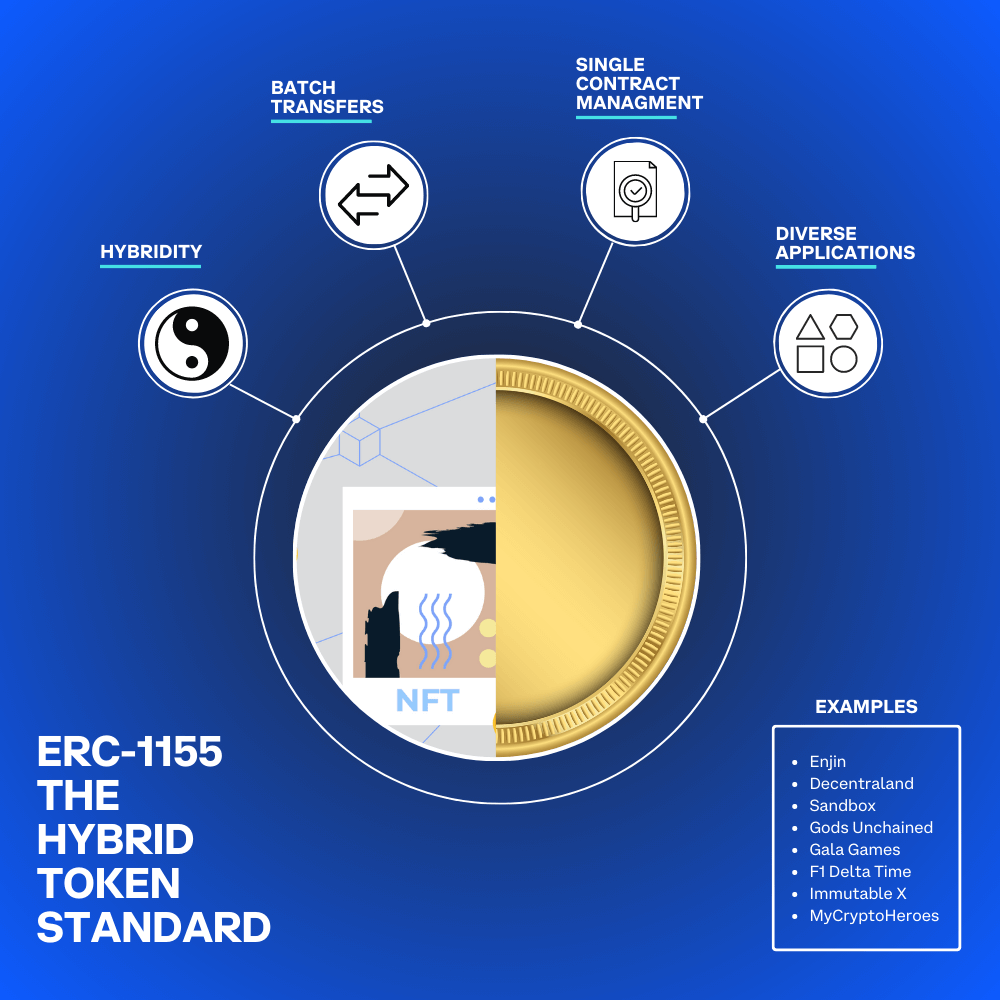 BATCH
TRANSFERS
SINGLE
CONTRACT
MANAGMENT
HYBRIDITY
DIVERSE
APPLICATIONS
NFT
ERC-1155
THE
HYBRID
TOKEN
STANDARD
EXAMPLES
• Enjin
• Decentraland
• Sandbox
• Gods Unchained
• Gala Games
• F1 Delta Time
• Immutable X
• MyCryptoHeroes